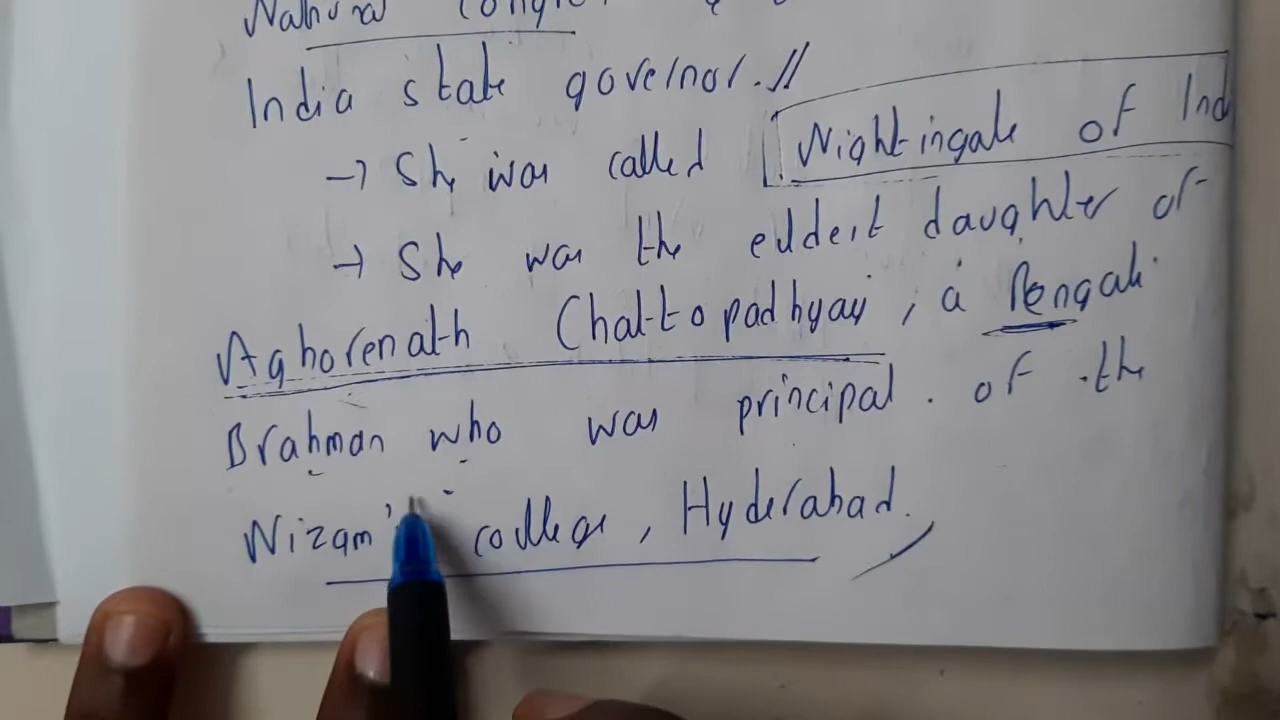 India state governor.//
→ She was called Nightingale of Ind
→ She was the euldest daughter of
Aghorenath Chattopadhyay, a Bengali
Brahman who was principal. of the
Nizam' college, Hyderabad.